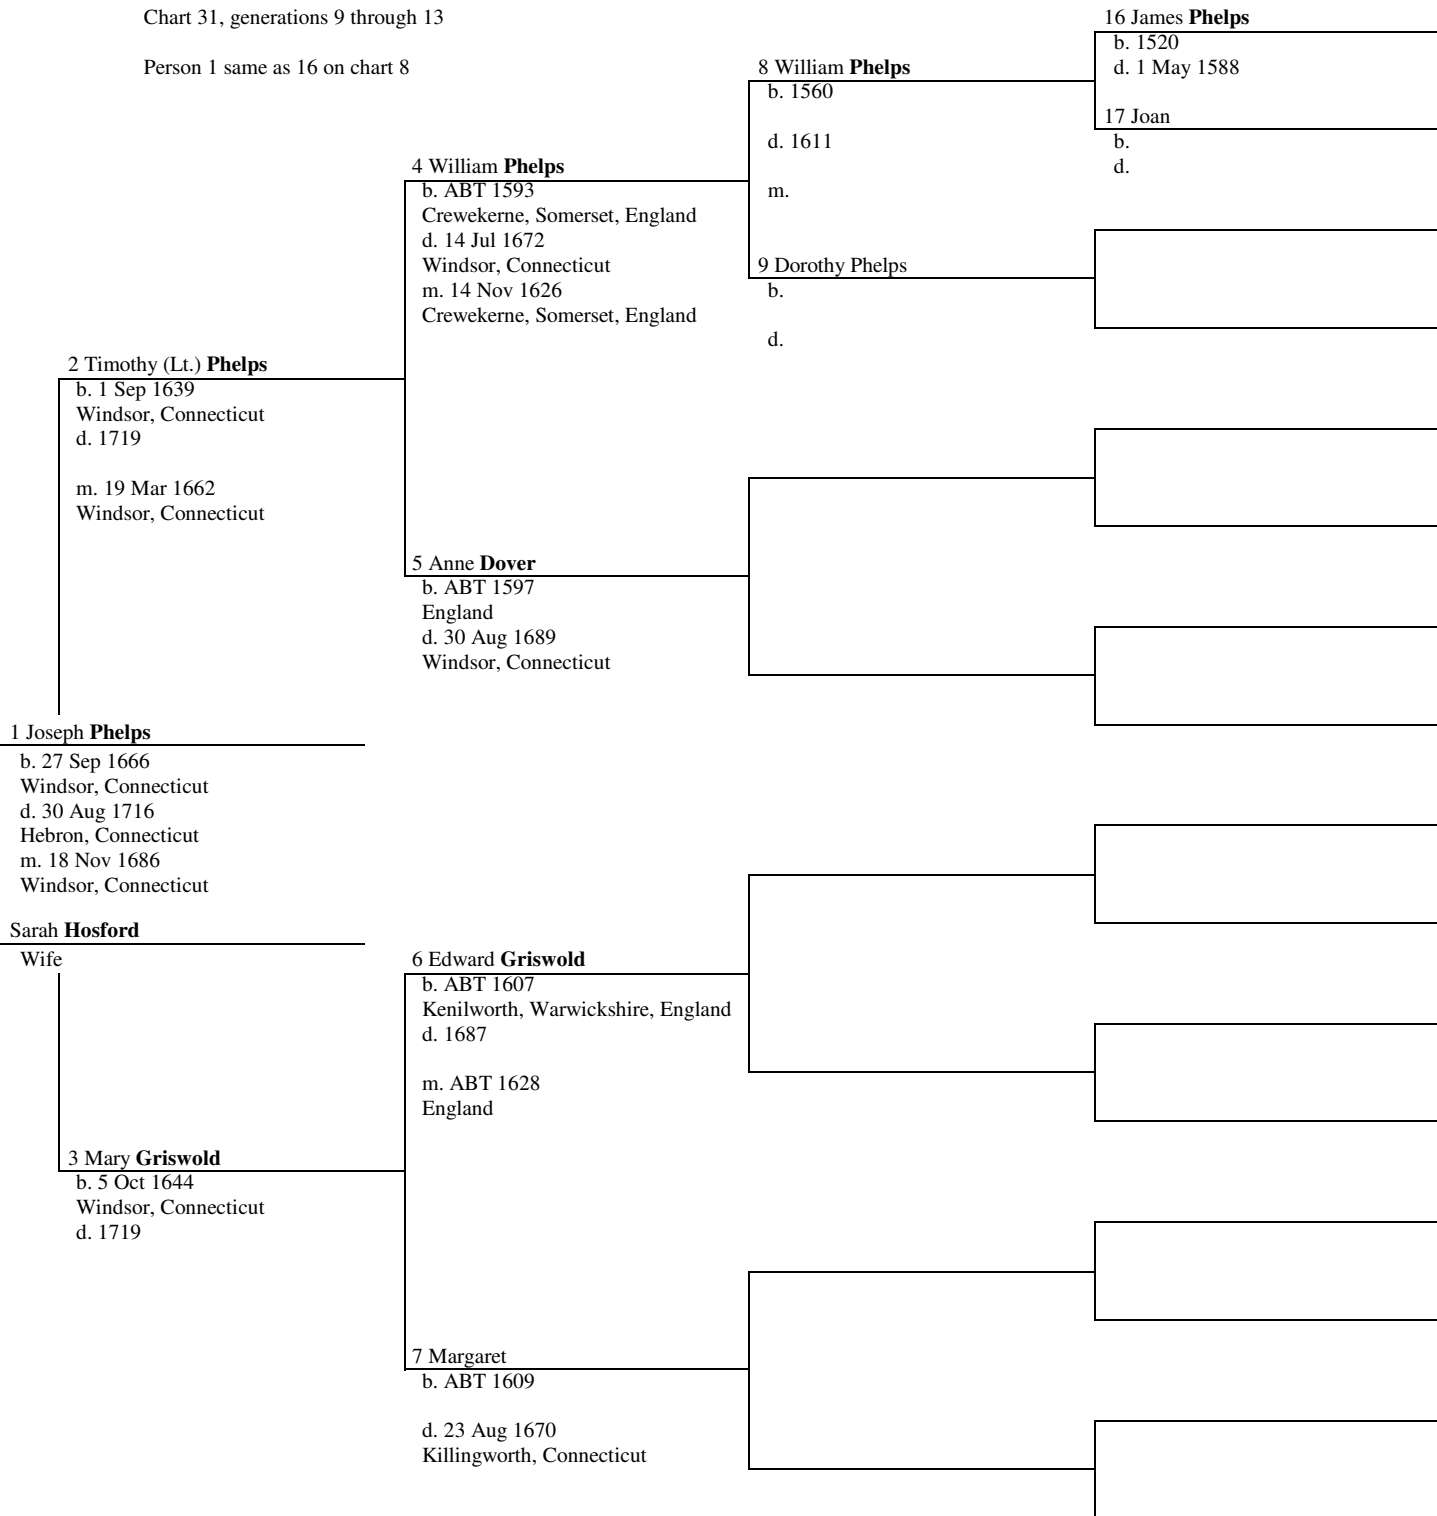 Chart 31, generations 9 through 13
Person 1 same as 16 on chart 8
16 James Phelps
b. 1520
d. 1 May 1588
17 Joan
b.
d.
8 William Phelps
b. 1560
d. 1611
m.
9 Dorothy Phelps
b.
d.
4 William Phelps
b. ABT 1593
Crewekerne, Somerset, England
d. 14 Jul 1672
Windsor, Connecticut
m. 14 Nov 1626
Crewekerne, Somerset, England
2 Timothy (Lt.) Phelps
b. 1 Sep 1639
Windsor, Connecticut
d. 1719
m. 19 Mar 1662
Windsor, Connecticut
5 Anne Dover
b. ABT 1597
England
d. 30 Aug 1689
Windsor, Connecticut
1 Joseph Phelps
b. 27 Sep 1666
Windsor, Connecticut
d. 30 Aug 1716
Hebron, Connecticut
m. 18 Nov 1686
Windsor, Connecticut
Sarah Hosford
Wife
6 Edward Griswold
b. ABT 1607
Kenilworth, Warwickshire, England
d. 1687
m. ABT 1628
England
3 Mary Griswold
b. 5 Oct 1644
Windsor, Connecticut
d. 1719
7 Margaret
b. ABT 1609
d. 23 Aug 1670
Killingworth, Connecticut